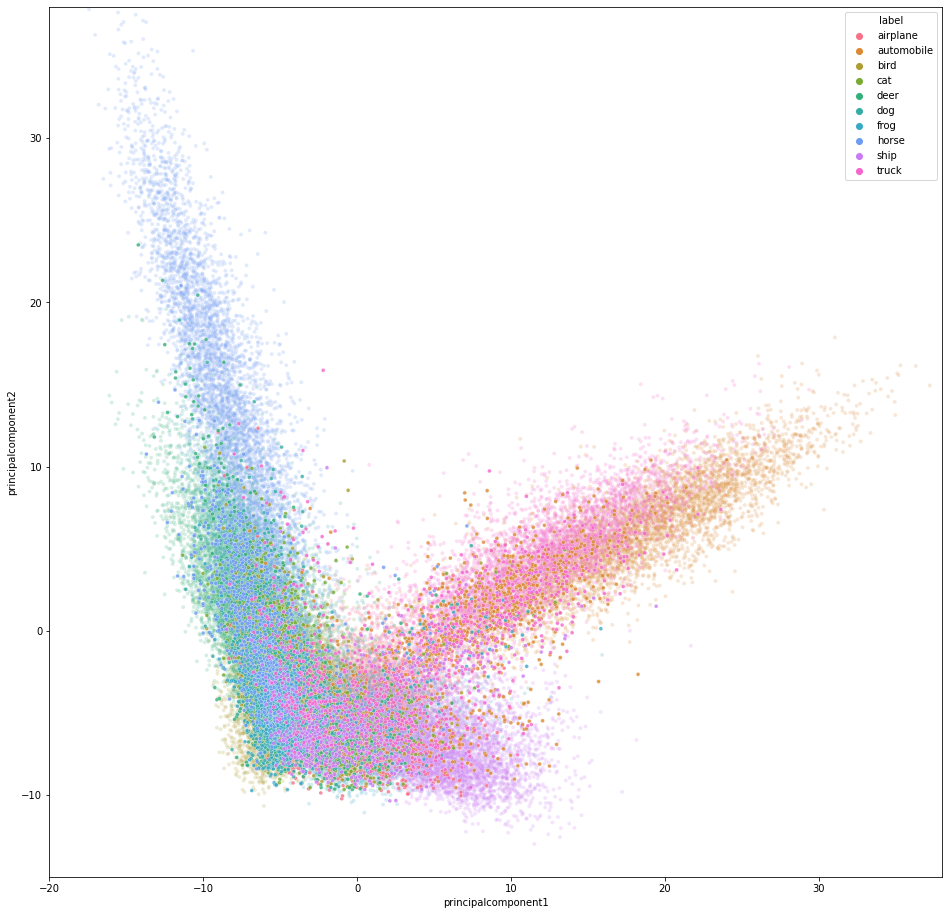 label
airplane
automobile
bird
cat
deer
dog
frog
horse
ship
truck
30
20
10
0
−10
principalcomponent2
−20
−10
0
10
20
30
principalcomponent1